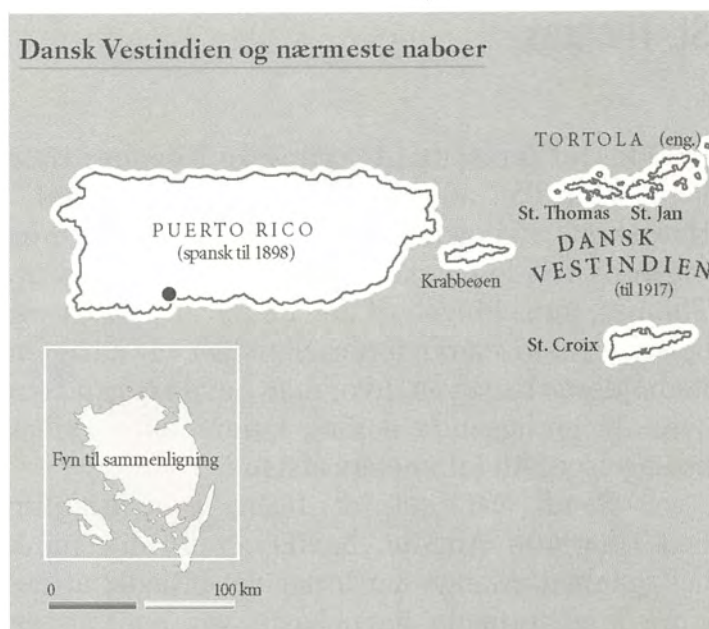 Dansk Vestindien og nærmeste naboer
TORTOLA (eng.)
St. Thomas St. Jan
DANSK
VESTINDIEN
(til 1917)
PUERTO RICO
(spansk til 1898)
Krabbeøen
St. Croix
Fyn til sammenligning
0 100 km